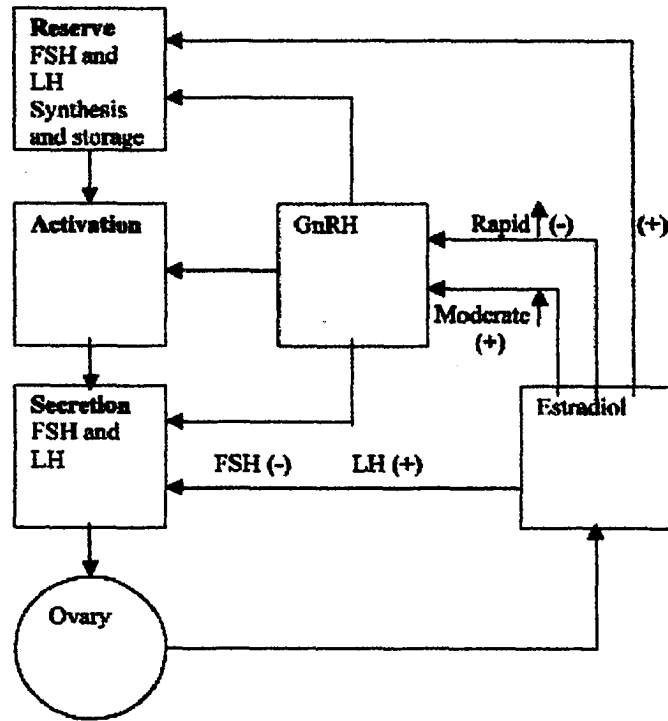 Reserve
FSH and
LH
Synthesis
and storage
Activation
GnRH
Rapid (-)
(+)
Moderate
(+)
Secretion
FSH and
LH
Estradiol
FSH (-) LH (+)
Ovary